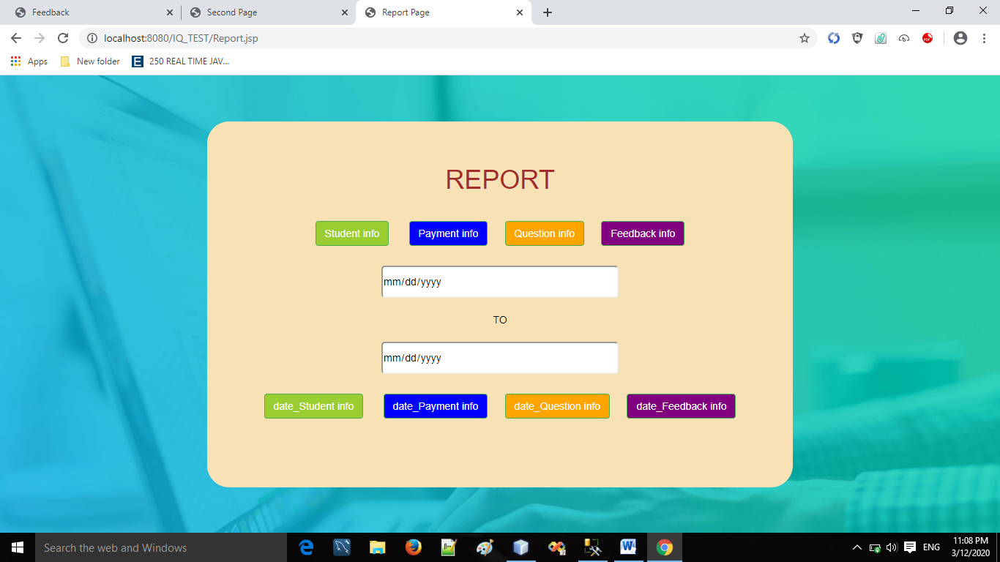 Feedback
Second Page
Report Page
localhost:8080/IQ_TEST/Report.jsp
Apps New folder E 250 REAL TIME JAV...
REPORT
Student info Payment info Question info Feedback info
mm/dd/yyyy
TO
mm/dd/yyyy
date_Student info date_Payment info date_Question info date_Feedback info
Search the web and Windows
ENG
11:08 PM
3/12/2020